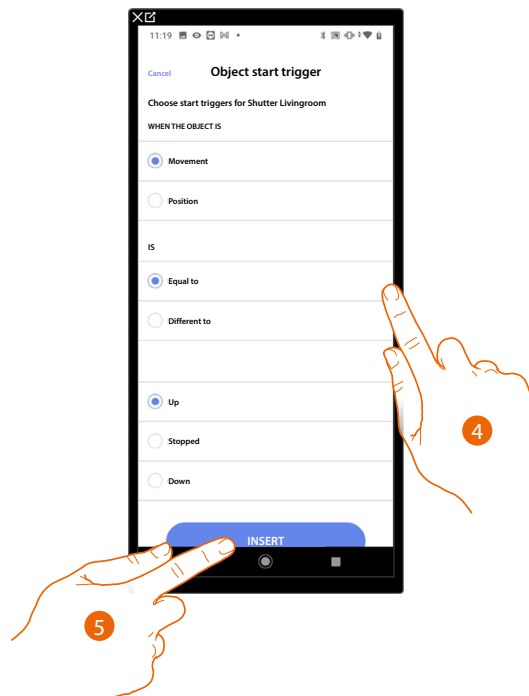 11:19
Cancel
Object start trigger
Choose start triggers for Shutter Livingroom
WHEN THE OBJECT IS
Movement
Position
IS
Equal to
Different to
Up
Stopped
Down
INSERT
4
5